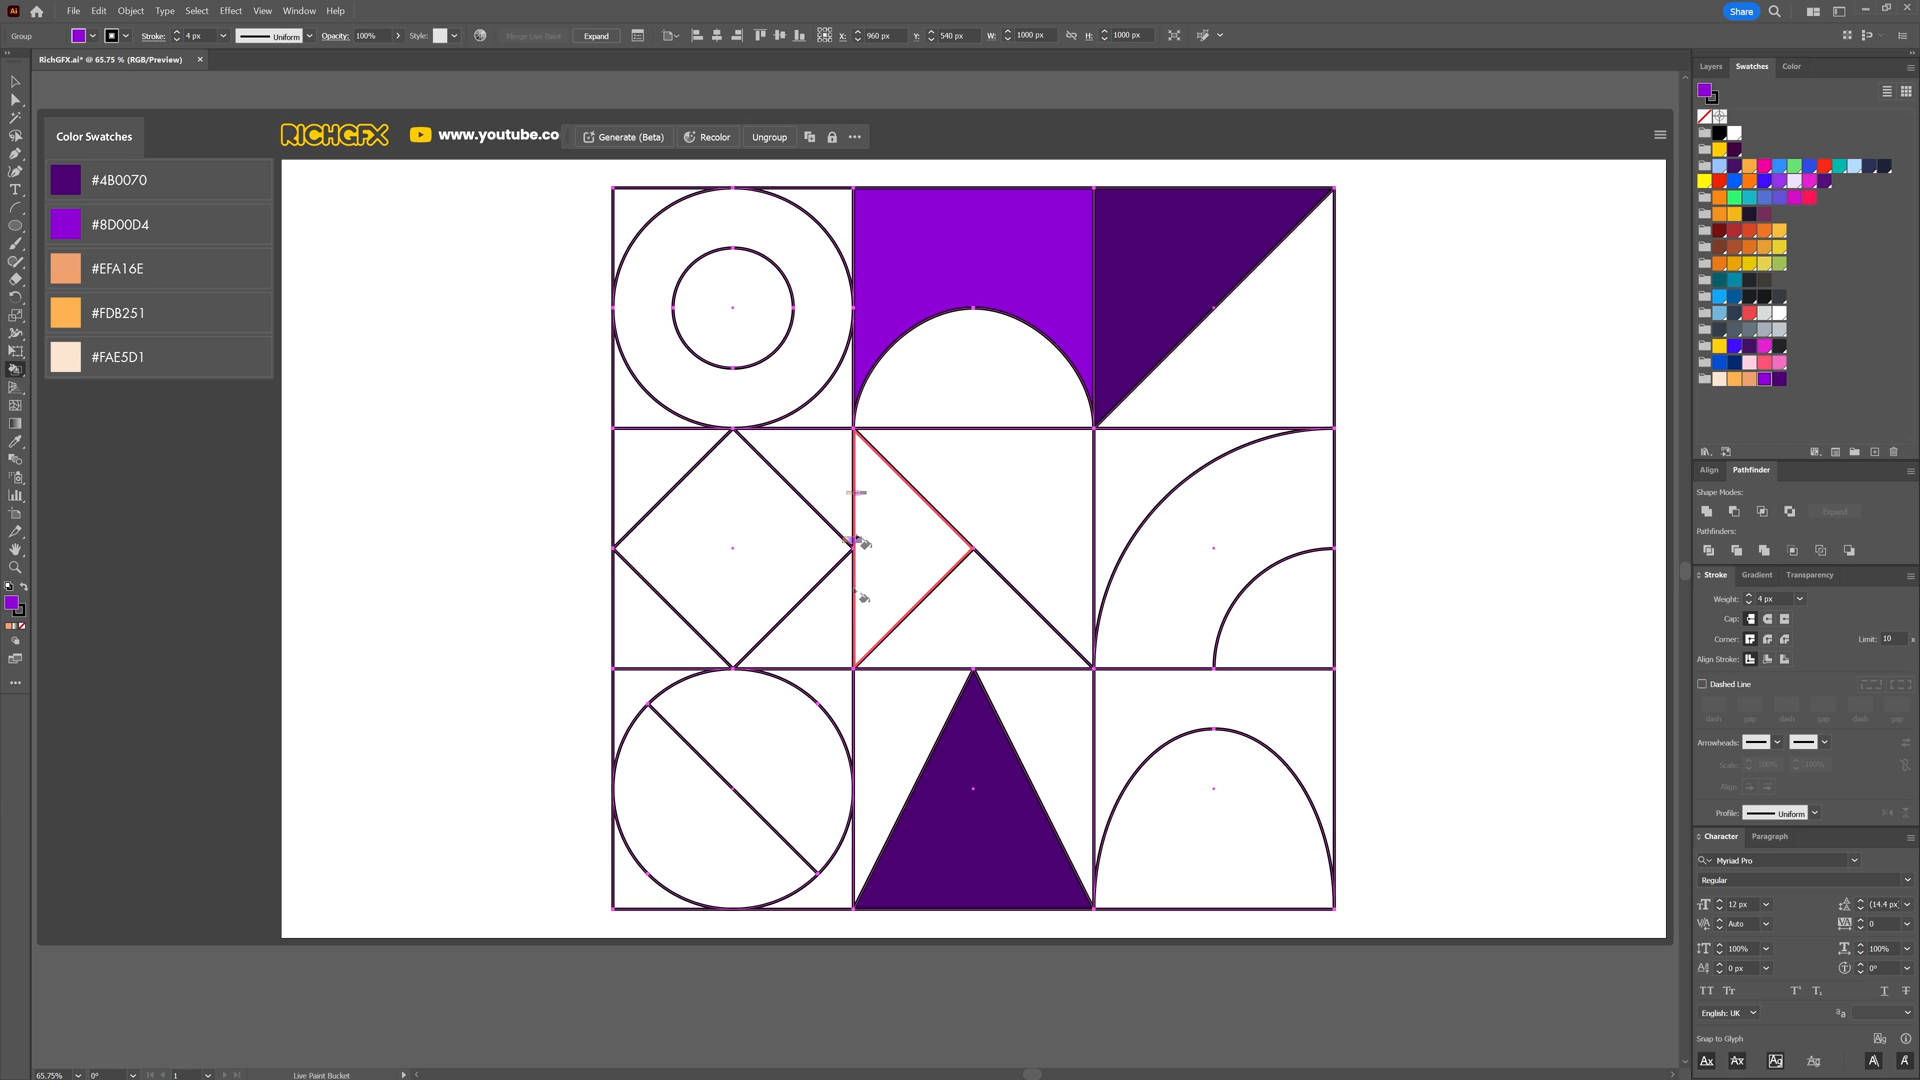 Ai File Edit Object Type Select Effect View Window Help Share
Group Stroke: 4 px Uniform Opacity: 100% Style: Merge Live Paint Expand X: 960 px Y: 540 px W: 1000 px H: 1000 px
RichGFX.ai* @ 65.75 % (RGB/Preview) ×
Layers Swatches Color
Color Swatches
RICHGFX www.youtube.co Generate (Beta) Recolor Ungroup
#4B0070
#8D00D4
#EFA16E
#FDB251
#FAE5D1
Align Pathfinder
Shape Modes:
Expand
Pathfinders:
Stroke Gradient Transparency
Weight: 4 px
Cap:
Corner: Limit: 10 x
Align Stroke:
Dashed Line
dash gap dash gap dash gap
Arrowheads:
Scale: 100% 100%
Align:
Profile: Uniform
Character Paragraph
Myriad Pro
Regular
12 px (14.4 px)
Auto 0
100% 100%
0 px 0°
English: UK
Snap to Glyph
65.75% 0° 1 Live Paint Bucket